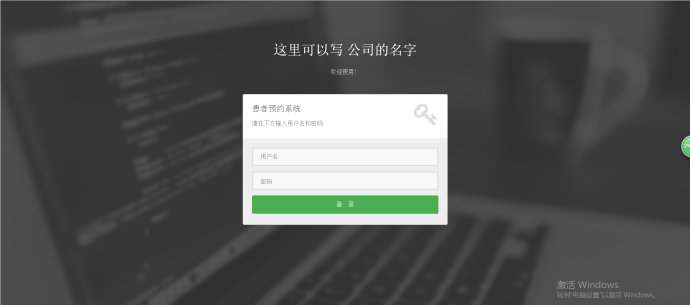 这里可以写 公司的名字
欢迎使用!
患者预约系统
请在下方输入用户名和密码
用户名
密码
登 录
激活 Windows
转到"电脑设置"以激活 Windows。